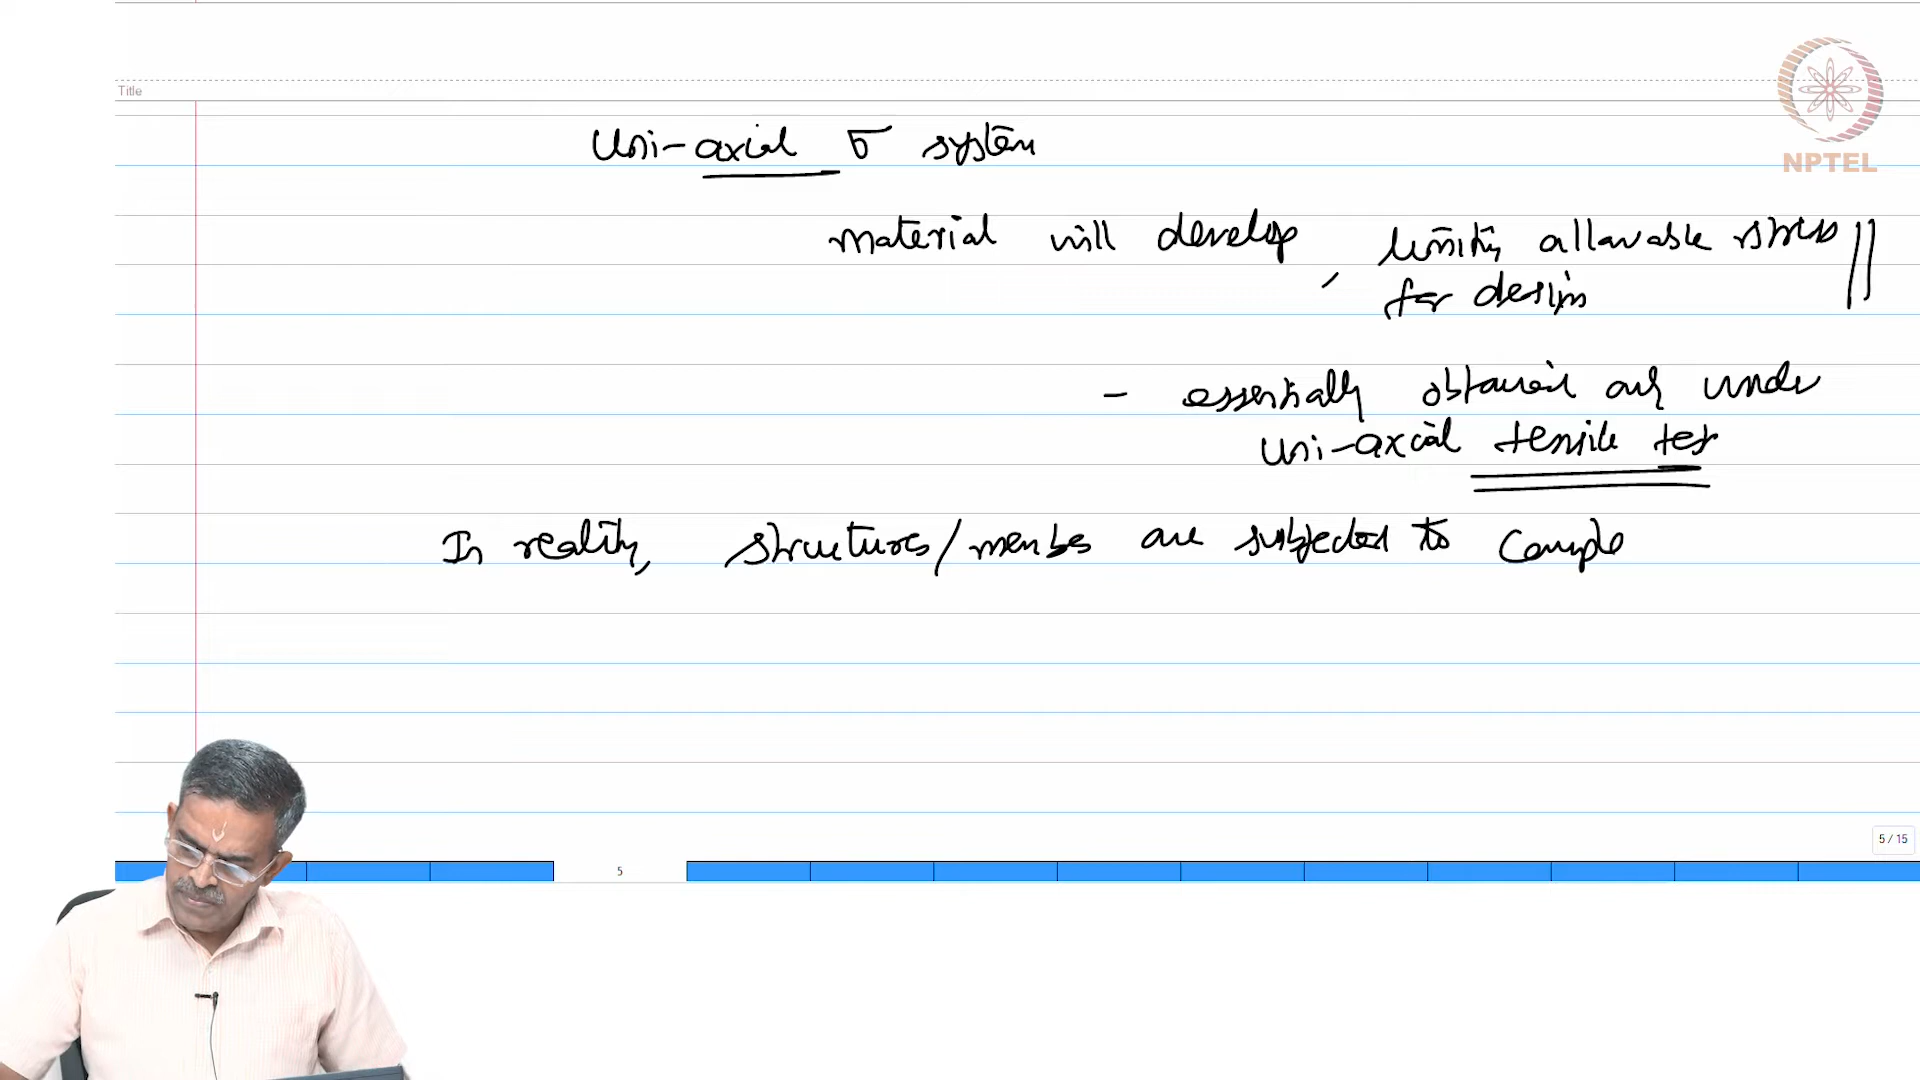 Title
NPTEL
Uni-axial σ system
material will develop, limiting allowable stress
for design
- essentially obtained only under
Uni-axial tensile test
In reality, structures/members are subjected to comple
5 / 15
5